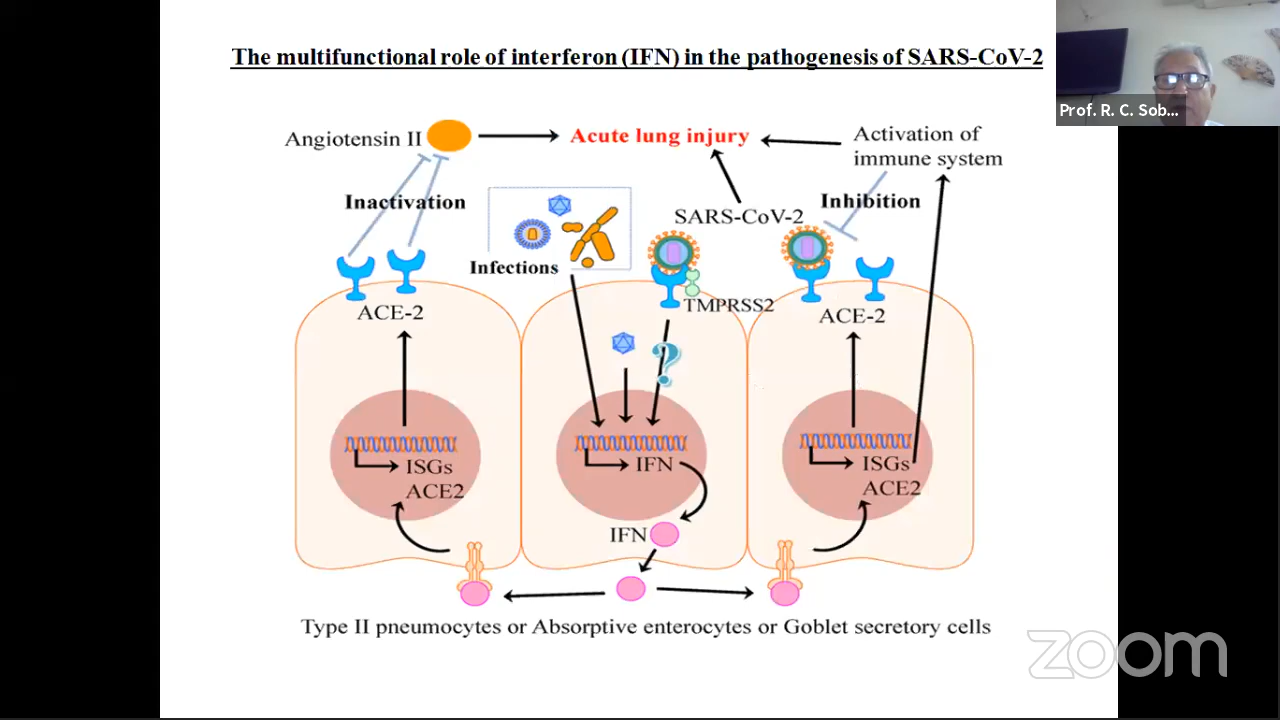 The multifunctional role of interferon (IFN) in the pathogenesis of SARS-CoV-2
Prof. R. C. Sob...
Angiotensin II
Acute lung injury
Activation of
immune system
Inactivation
Inhibition
SARS-CoV-2
Infections
TMPRSS2
ACE-2
ACE-2
?
ISGs
ACE2
IFN
ISGs
ACE2
IFN
Type II pneumocytes or Absorptive enterocytes or Goblet secretory cells
zoom